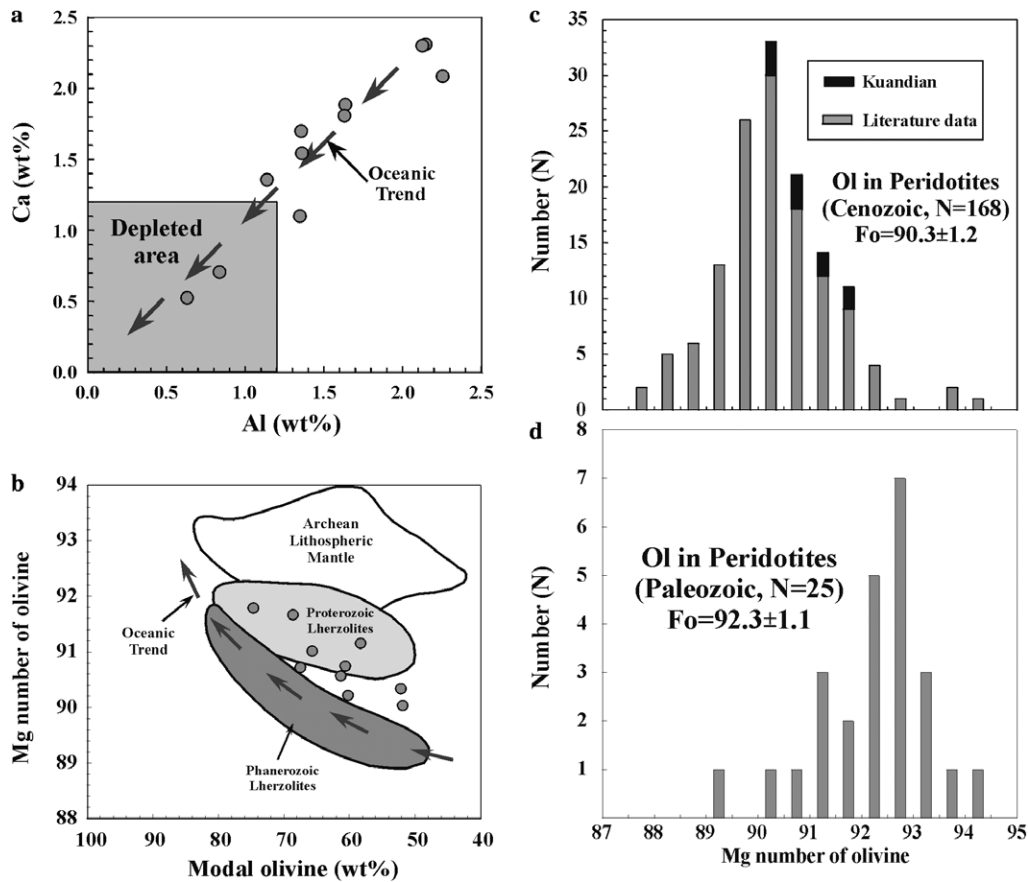 a
2.5
2.0
1.5
1.0
0.5
0.0
Ca (wt%)
Oceanic
Trend
Depleted
area
0.0
0.5
1.0
1.5
2.0
2.5
Al (wt%)
b
94
93
92
91
90
89
88
Mg number of olivine
Archean
Lithospheric
Mantle
Proterozoic
Lherzolites
Oceanic
Trend
Phanerozoic
Lherzolites
100
90
80
70
60
50
40
Modal olivine (wt%)
c
35
30
25
20
15
10
5
0
Number (N)
Kuandian
Literature data
Ol in Peridotites
(Cenozoic, N=168)
Fo=90.3±1.2
d
8
7
6
5
4
3
2
1
Number (N)
Ol in Peridotites
(Paleozoic, N=25)
Fo=92.3±1.1
87
88
89
90
91
92
93
94
95
Mg number of olivine